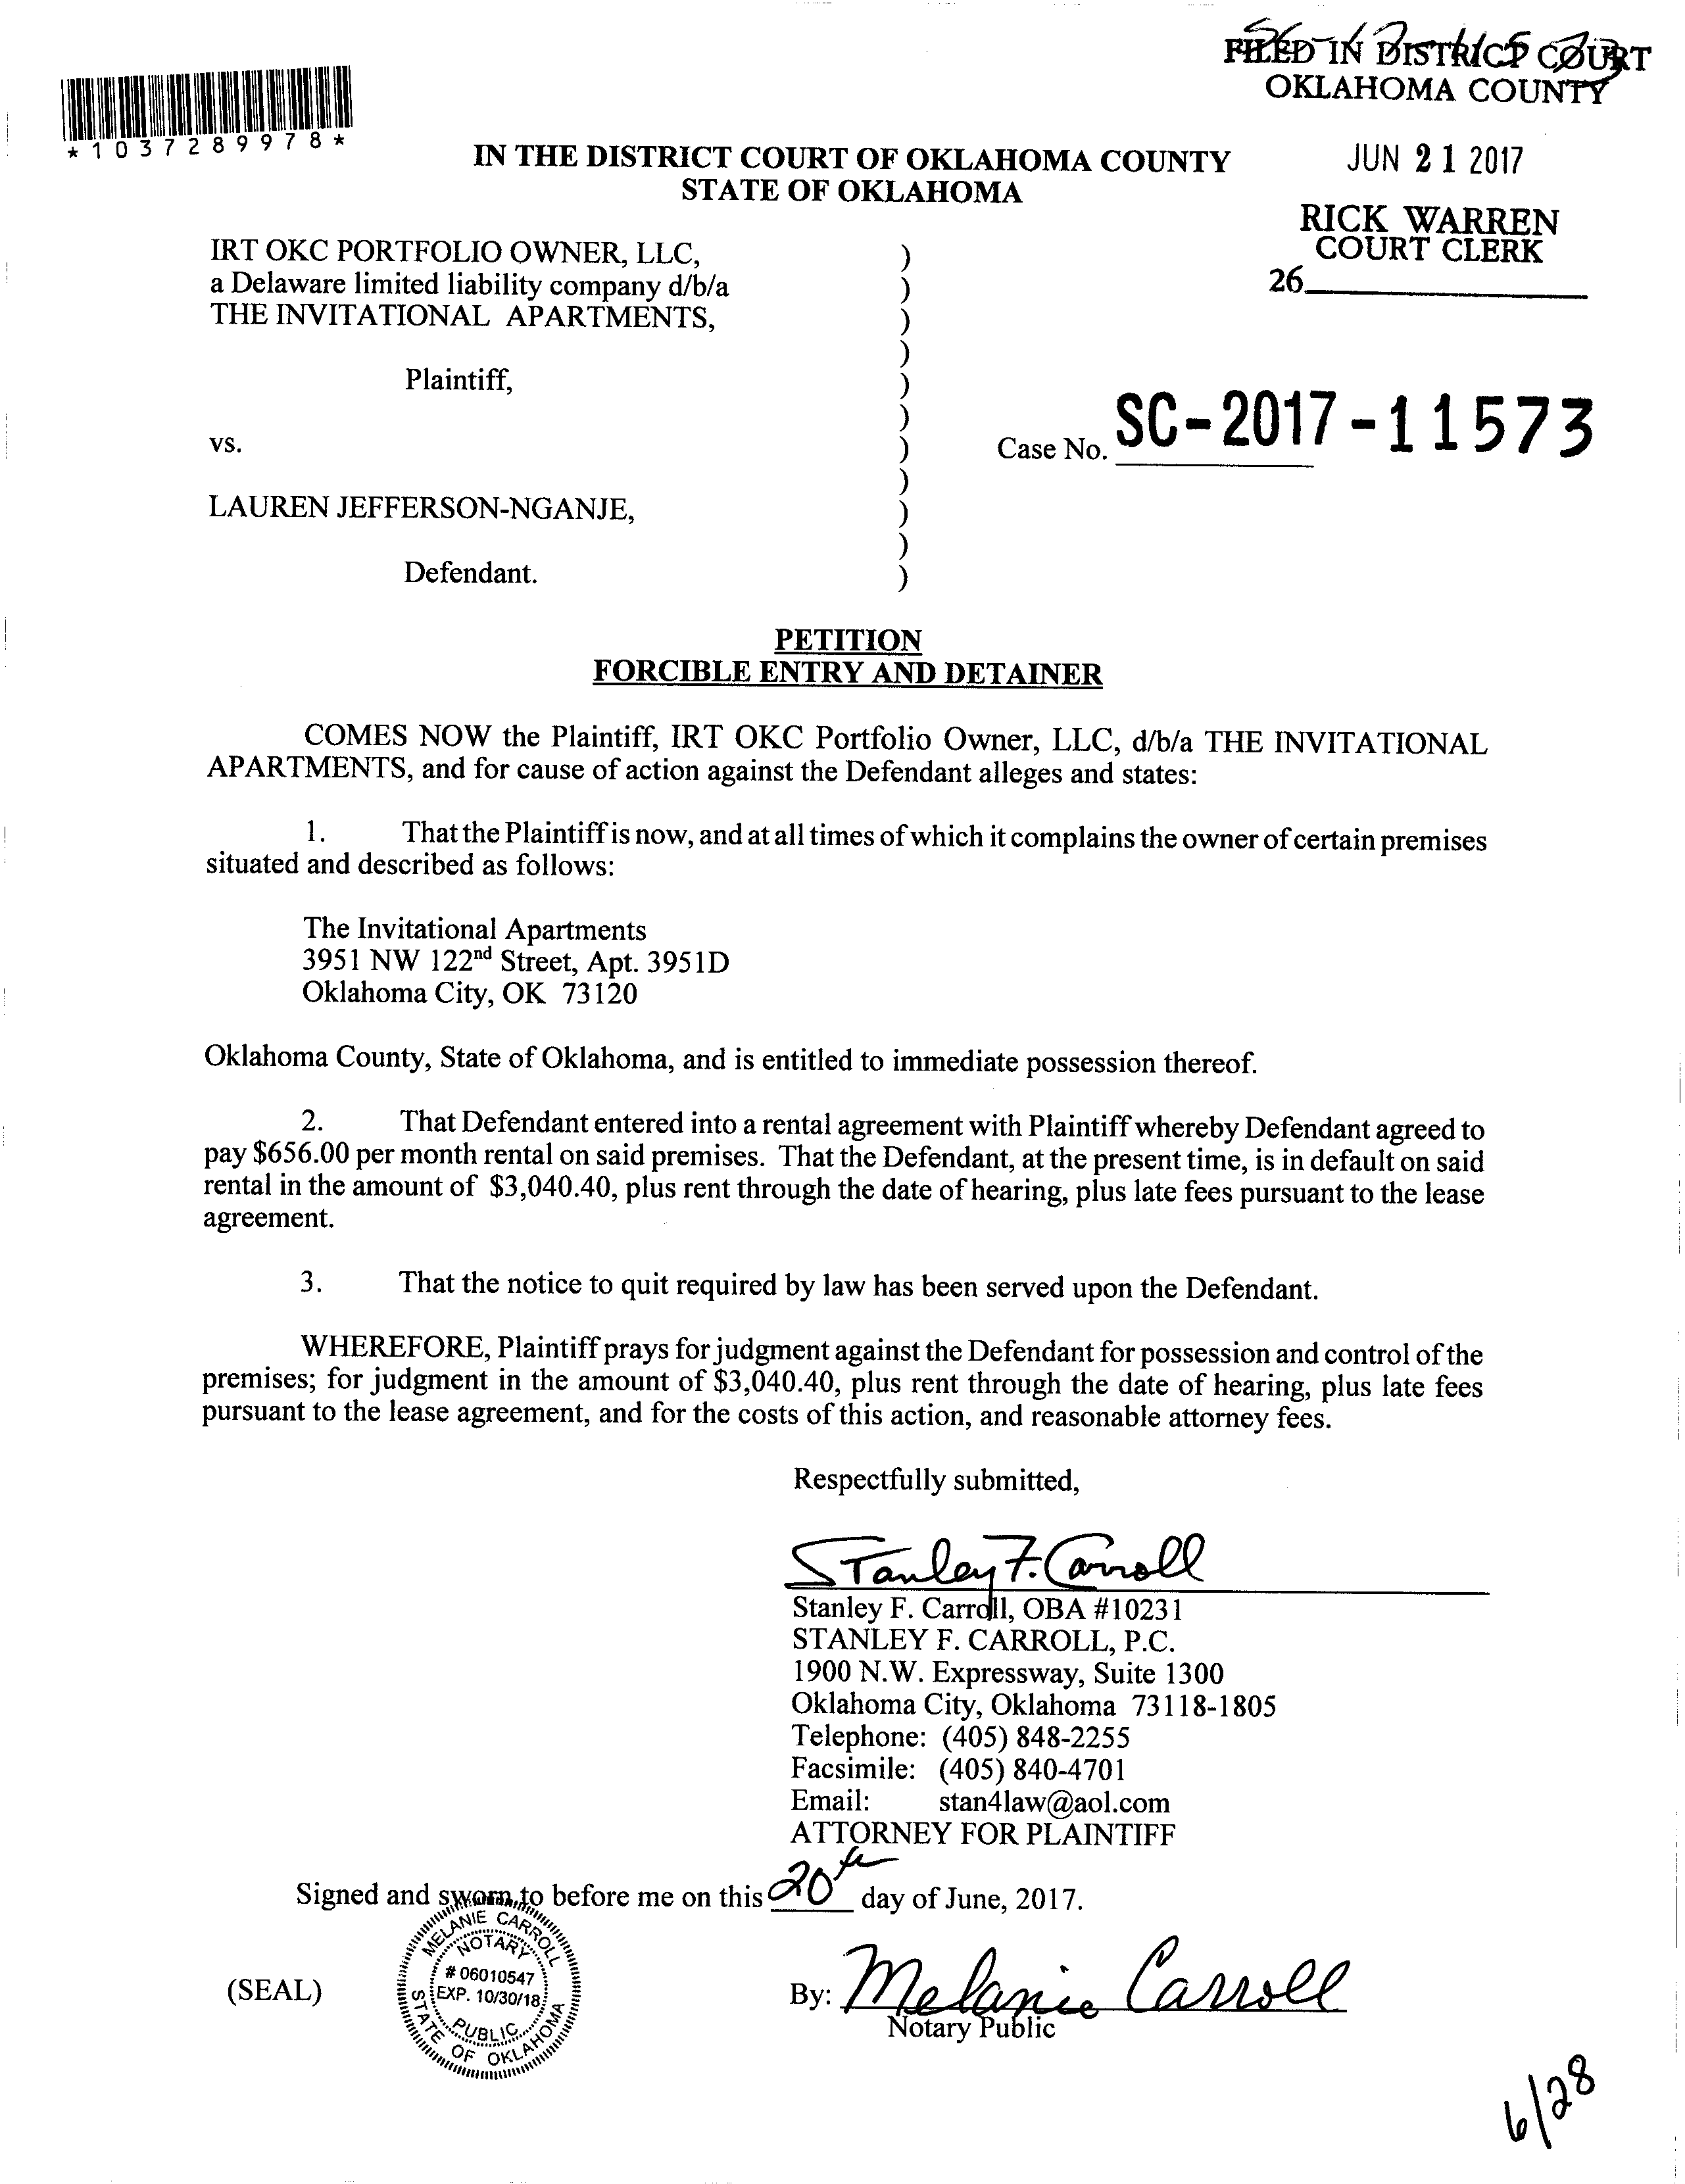 FILED IN DISTRICT COURT
OKLAHOMA COUNTY
*1037289978*
JUN 21 2017
IN THE DISTRICT COURT OF OKLAHOMA COUNTY
STATE OF OKLAHOMA
RICK WARREN
COURT CLERK
26
IRT OKC PORTFOLIO OWNER, LLC, )
a Delaware limited liability company d/b/a )
THE INVITATIONAL APARTMENTS, )
)
Plaintiff, )
)
vs. ) Case No. SC-2017-11573
)
LAUREN JEFFERSON-NGANJE, )
)
Defendant. )
PETITION
FORCIBLE ENTRY AND DETAINER
COMES NOW the Plaintiff, IRT OKC Portfolio Owner, LLC, d/b/a THE INVITATIONAL
APARTMENTS, and for cause of action against the Defendant alleges and states:
1. That the Plaintiff is now, and at all times of which it complains the owner of certain premises
situated and described as follows:
The Invitational Apartments
3951 NW 122nd Street, Apt. 3951D
Oklahoma City, OK 73120
Oklahoma County, State of Oklahoma, and is entitled to immediate possession thereof.
2. That Defendant entered into a rental agreement with Plaintiff whereby Defendant agreed to
pay $656.00 per month rental on said premises. That the Defendant, at the present time, is in default on said
rental in the amount of $3,040.40, plus rent through the date of hearing, plus late fees pursuant to the lease
agreement.
3. That the notice to quit required by law has been served upon the Defendant.
WHEREFORE, Plaintiff prays for judgment against the Defendant for possession and control of the
premises; for judgment in the amount of $3,040.40, plus rent through the date of hearing, plus late fees
pursuant to the lease agreement, and for the costs of this action, and reasonable attorney fees.
Respectfully submitted,
Stanley F. Carroll
Stanley F. Carroll, OBA #10231
STANLEY F. CARROLL, P.C.
1900 N.W. Expressway, Suite 1300
Oklahoma City, Oklahoma 73118-1805
Telephone: (405) 848-2255
Facsimile: (405) 840-4701
Email: stan4law@aol.com
ATTORNEY FOR PLAINTIFF
Signed and sworn to before me on this 20th day of June, 2017.
MELANIE CARROLL
NOTARY
# 06010547
EXP. 10/30/18
PUBLIC
STATE OF OKLAHOMA
(SEAL)
By: Melanie Carroll
Notary Public
6/28